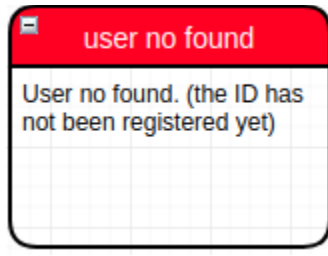 user no found
User no found. (the ID has
not been registered yet)